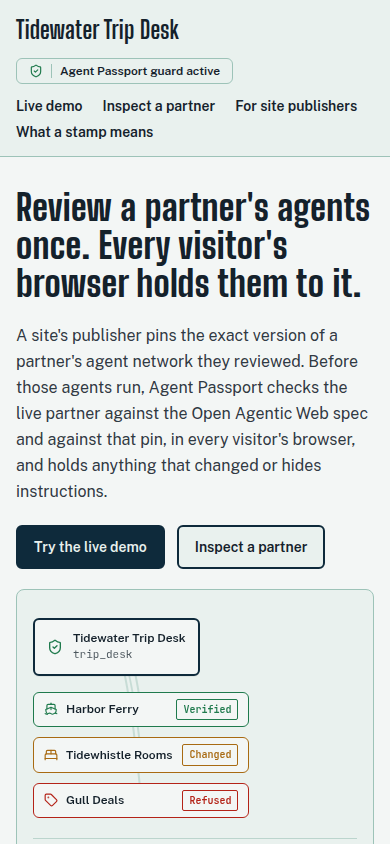 Tidewater Trip Desk
Agent Passport guard active
Live demo Inspect a partner For site publishers
What a stamp means
Review a partner's agents
once. Every visitor's
browser holds them to it.
A site's publisher pins the exact version of a
partner's agent network they reviewed. Before
those agents run, Agent Passport checks the
live partner against the Open Agentic Web spec
and against that pin, in every visitor's browser,
and holds anything that changed or hides
instructions.
Try the live demo Inspect a partner
Tidewater Trip Desk
trip_desk
Harbor Ferry Verified
Tidewhistle Rooms Changed
Gull Deals Refused